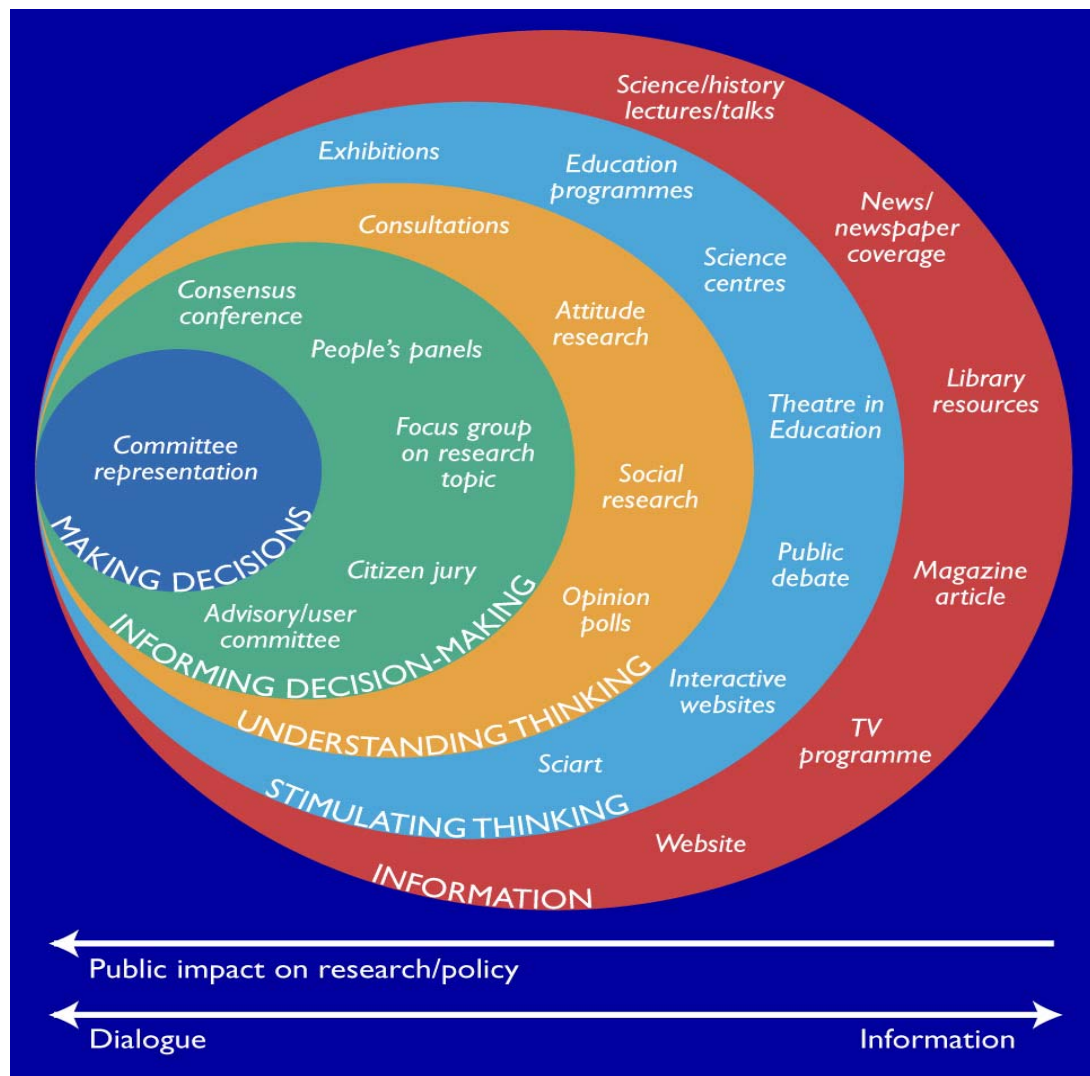 Science/history
lectures/talks
Exhibitions
Education
programmes
News/
newspaper
coverage
Consultations
Science
centres
Consensus
conference
Attitude
research
People's panels
Library
resources
Theatre in
Education
Focus group
on research
topic
Committee
representation
Social
research
MAKING DECISIONS
Public
debate
Magazine
article
Citizen jury
Opinion
polls
Advisory/user
committee
INFORMING DECISION-MAKING
Interactive
websites
UNDERSTANDING THINKING
TV
programme
Sciart
STIMULATING THINKING
Website
INFORMATION
Public impact on research/policy
Dialogue
Information